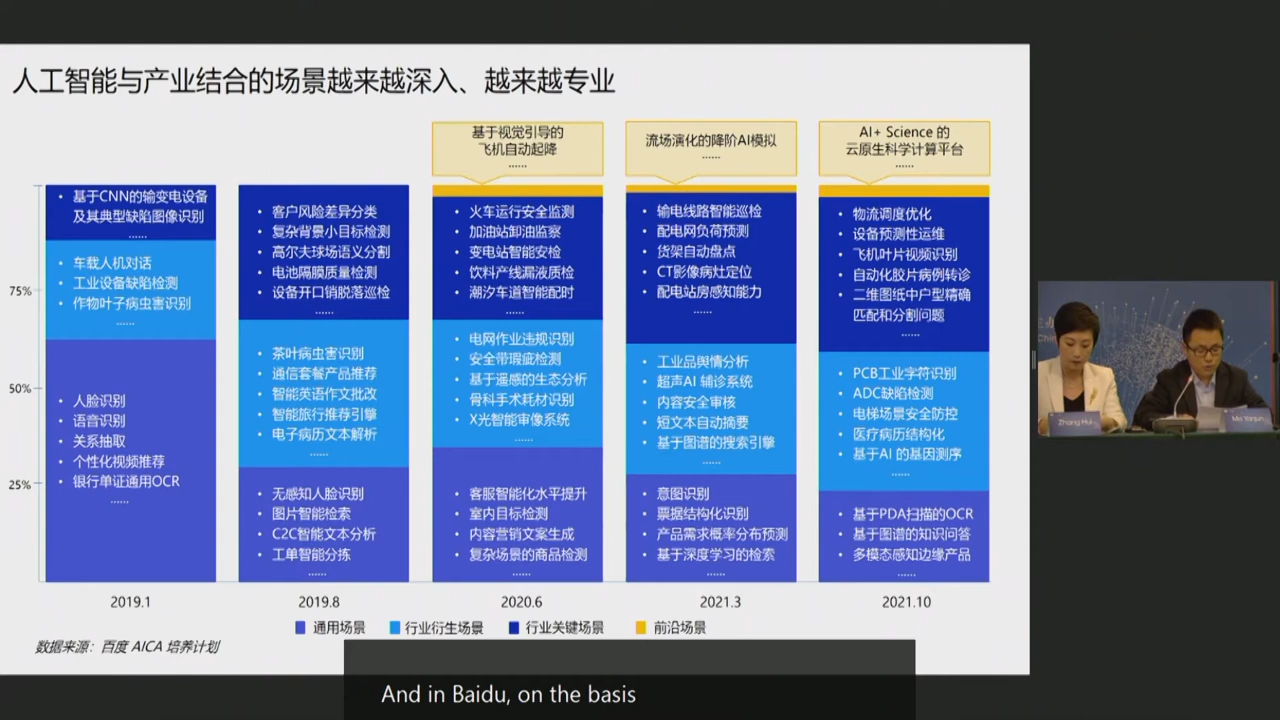 人工智能与产业结合的场景越来越深入、越来越专业
基于视觉引导的
飞机自动起降
......
流场演化的降阶AI模拟
......
AI+ Science 的
云原生科学计算平台
......
75%
50%
25%
• 基于CNN的输变电设备
及其典型缺陷图像识别
......
• 车载人机对话
• 工业设备缺陷检测
• 作物叶子病虫害识别
......
• 人脸识别
• 语音识别
• 关系抽取
• 个性化视频推荐
• 银行单证通用OCR
......
2019.1
• 客户风险差异分类
• 复杂背景小目标检测
• 高尔夫球场语义分割
• 电池隔膜质量检测
• 设备开口销脱落巡检
......
• 茶叶病虫害识别
• 通信套餐产品推荐
• 智能英语作文批改
• 智能旅行推荐引擎
• 电子病历文本解析
......
• 无感知人脸识别
• 图片智能检索
• C2C智能文本分析
• 工单智能分拣
......
2019.8
• 火车运行安全监测
• 加油站卸油监察
• 变电站智能安检
• 饮料产线漏液质检
• 潮汐车道智能配时
......
• 电网作业违规识别
• 安全带瑕疵检测
• 基于遥感的生态分析
• 骨科手术耗材识别
• X光智能审像系统
......
• 客服智能化水平提升
• 室内目标检测
• 内容营销文案生成
• 复杂场景的商品检测
......
2020.6
• 输电线路智能巡检
• 配电网负荷预测
• 货架自动盘点
• CT影像病灶定位
• 配电站房感知能力
......
• 工业品舆情分析
• 超声AI 辅诊系统
• 内容安全审核
• 短文本自动摘要
• 基于图谱的搜索引擎
......
• 意图识别
• 票据结构化识别
• 产品需求概率分布预测
• 基于深度学习的检索
......
2021.3
• 物流调度优化
• 设备预测性运维
• 飞机叶片视频识别
• 自动化胶片病例转诊
• 二维图纸中户型精确
匹配和分割问题
......
• PCB工业字符识别
• ADC缺陷检测
• 电梯场景安全防控
• 医疗病历结构化
• 基于AI 的基因测序
......
• 基于PDA扫描的OCR
• 基于图谱的知识问答
• 多模态感知边缘产品
......
2021.10
通用场景
行业衍生场景
行业关键场景
前沿场景
数据来源：百度 AICA 培养计划
Zhang Hui
Ma Yanjun
And in Baidu, on the basis